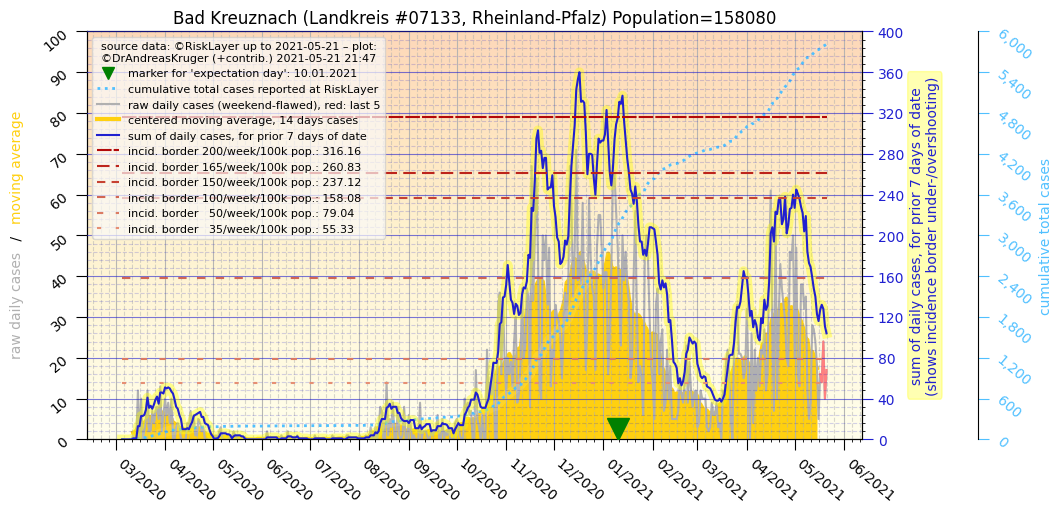 Bad Kreuznach (Landkreis #07133, Rheinland-Pfalz) Population=158080
source data: ©RiskLayer up to 2021-05-21 – plot:
©DrAndreasKruger (+contrib.) 2021-05-21 21:47
marker for 'expectation day': 10.01.2021
cumulative total cases reported at RiskLayer
raw daily cases (weekend-flawed), red: last 5
centered moving average, 14 days cases
sum of daily cases, for prior 7 days of date
incid. border 200/week/100k pop.: 316.16
incid. border 165/week/100k pop.: 260.83
incid. border 150/week/100k pop.: 237.12
incid. border 100/week/100k pop.: 158.08
incid. border   50/week/100k pop.: 79.04
incid. border   35/week/100k pop.: 55.33
raw daily cases / moving average
100
90
80
70
60
50
40
30
20
10
0
03/2020
04/2020
05/2020
06/2020
07/2020
08/2020
09/2020
10/2020
11/2020
12/2020
01/2021
02/2021
03/2021
04/2021
05/2021
06/2021
400
360
320
280
240
200
160
120
80
40
0
sum of daily cases, for prior 7 days of date
(shows incidence border under-/overshooting)
6,000
5,400
4,800
4,200
3,600
3,000
2,400
1,800
1,200
600
0
cumulative total cases